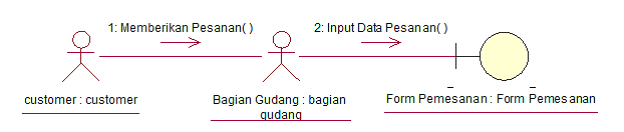 1: Memberikan Pesanan( )
2: Input Data Pesanan( )
customer : customer
Bagian Gudang : bagian
gudang
Form Pemesanan : Form Pemesanan